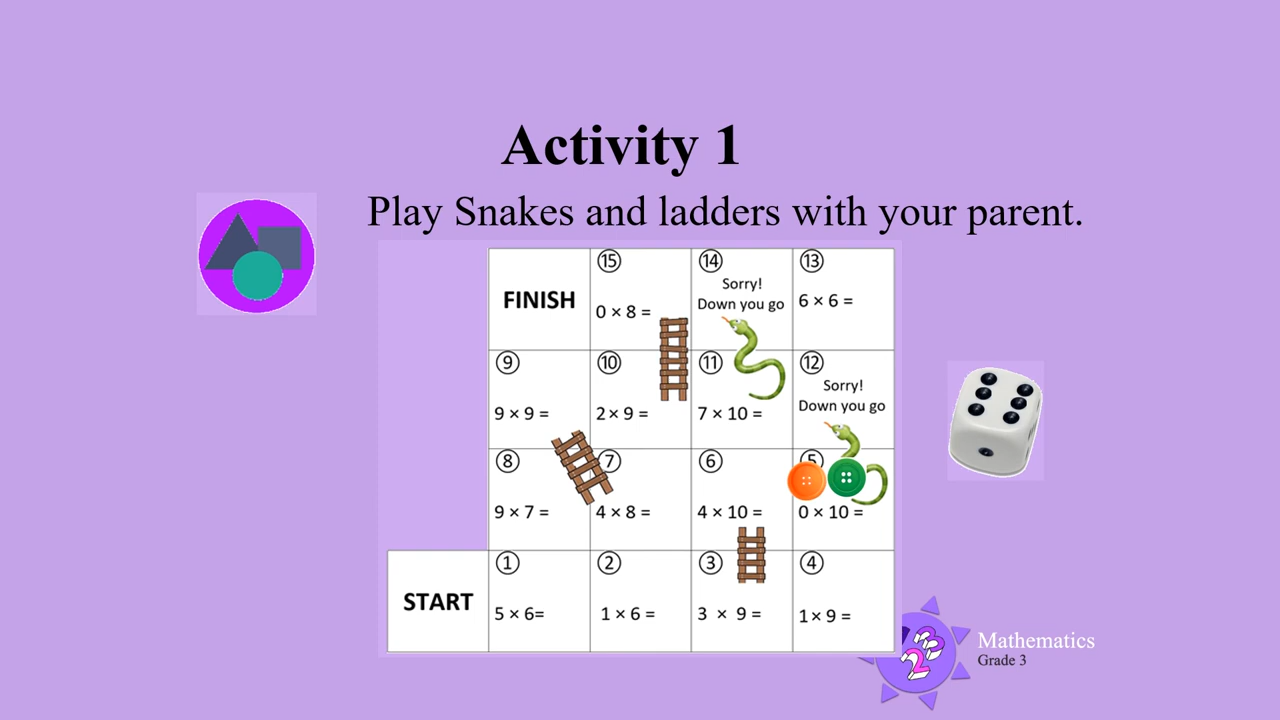 Activity 1
Play Snakes and ladders with your parent.
FINISH
15
0 × 8 =
14
Sorry!
Down you go
13
6 × 6 =
9
9 × 9 =
10
2 × 9 =
11
7 × 10 =
12
Sorry!
Down you go
8
9 × 7 =
7
4 × 8 =
6
4 × 10 =
5
0 × 10 =
START
1
5 × 6=
2
1 × 6 =
3
3 × 9 =
4
1× 9 =
123
Mathematics
Grade 3